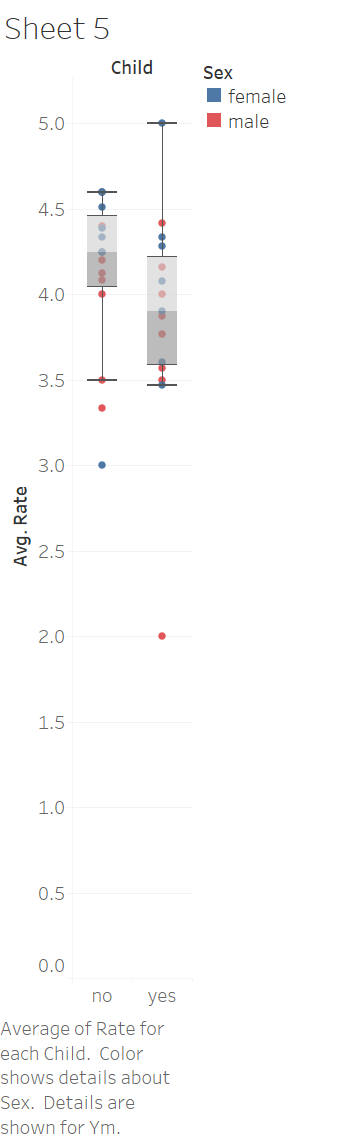 Sheet 5
Child
Sex
female
male
5.0
4.5
4.0
3.5
3.0
2.5
2.0
1.5
1.0
0.5
0.0
Avg. Rate
no yes
Average of Rate for
each Child.  Color
shows details about
Sex.  Details are
shown for Ym.